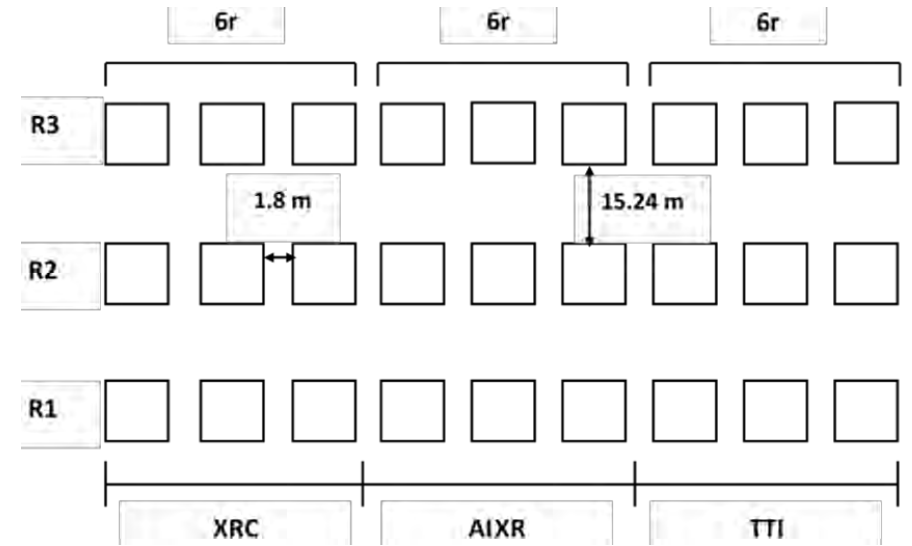 6r 6r 6r
R3
1.8 m 15.24 m
R2
R1
XRC AIXR TTI